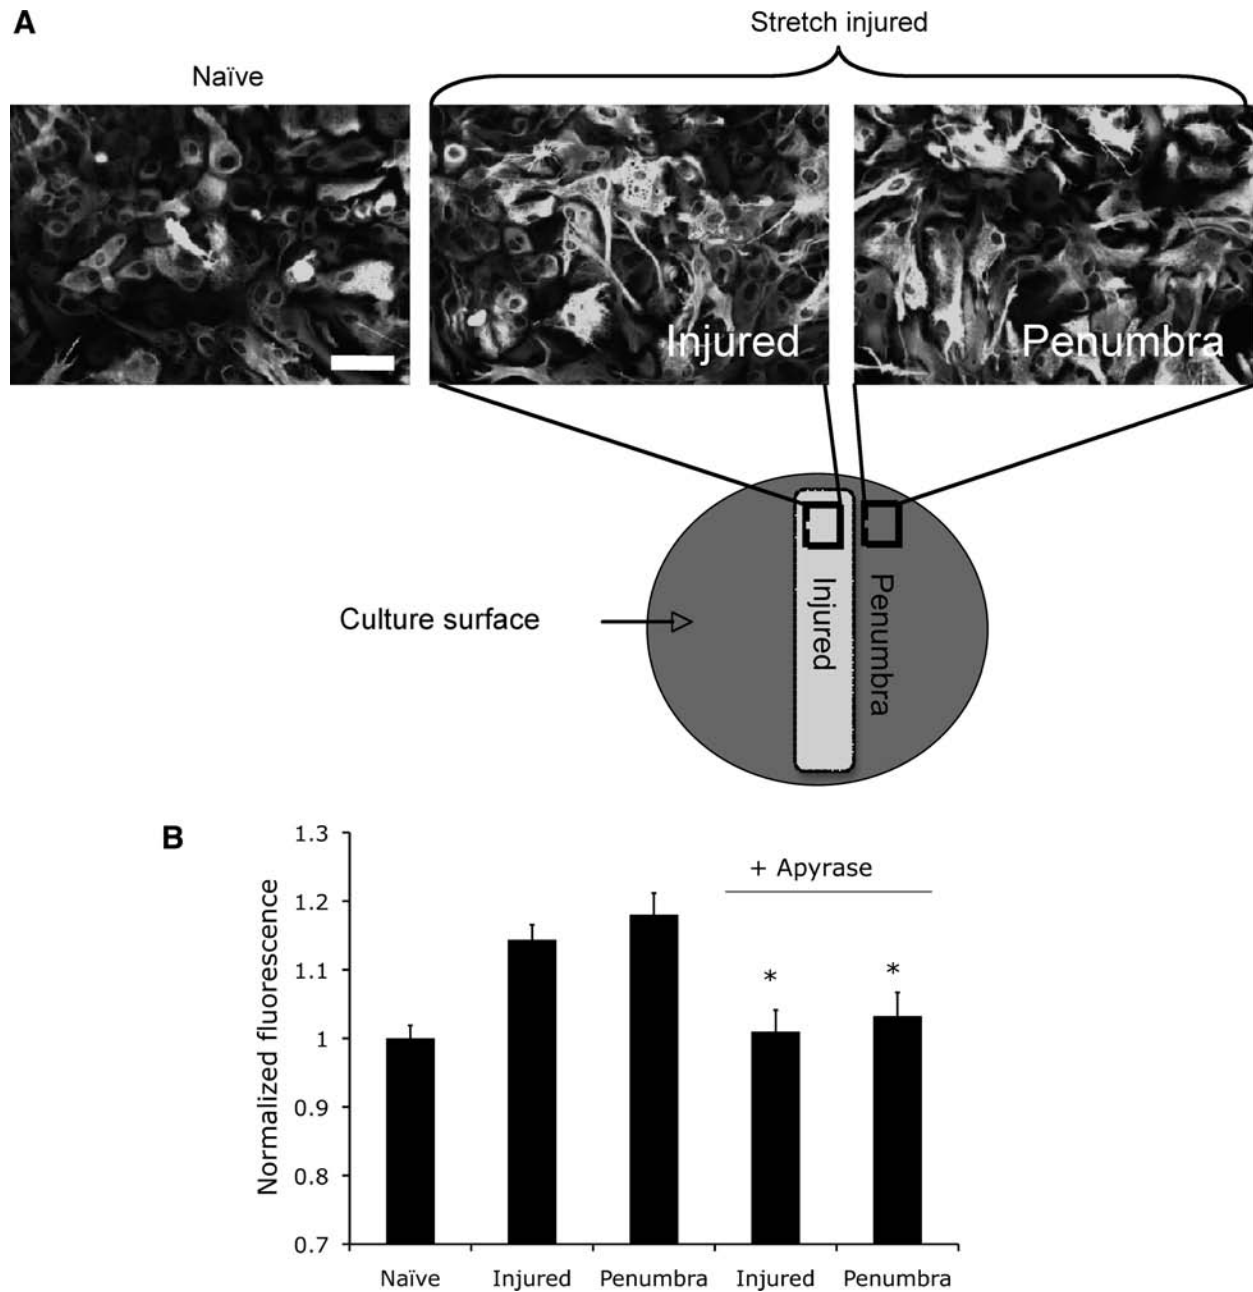 A
Stretch injured
Naïve
Injured
Penumbra
Culture surface
Injured
Penumbra
B
Normalized fluorescence
1.3
1.2
1.1
1
0.9
0.8
0.7
+ Apyrase
*
*
Naïve Injured Penumbra Injured Penumbra